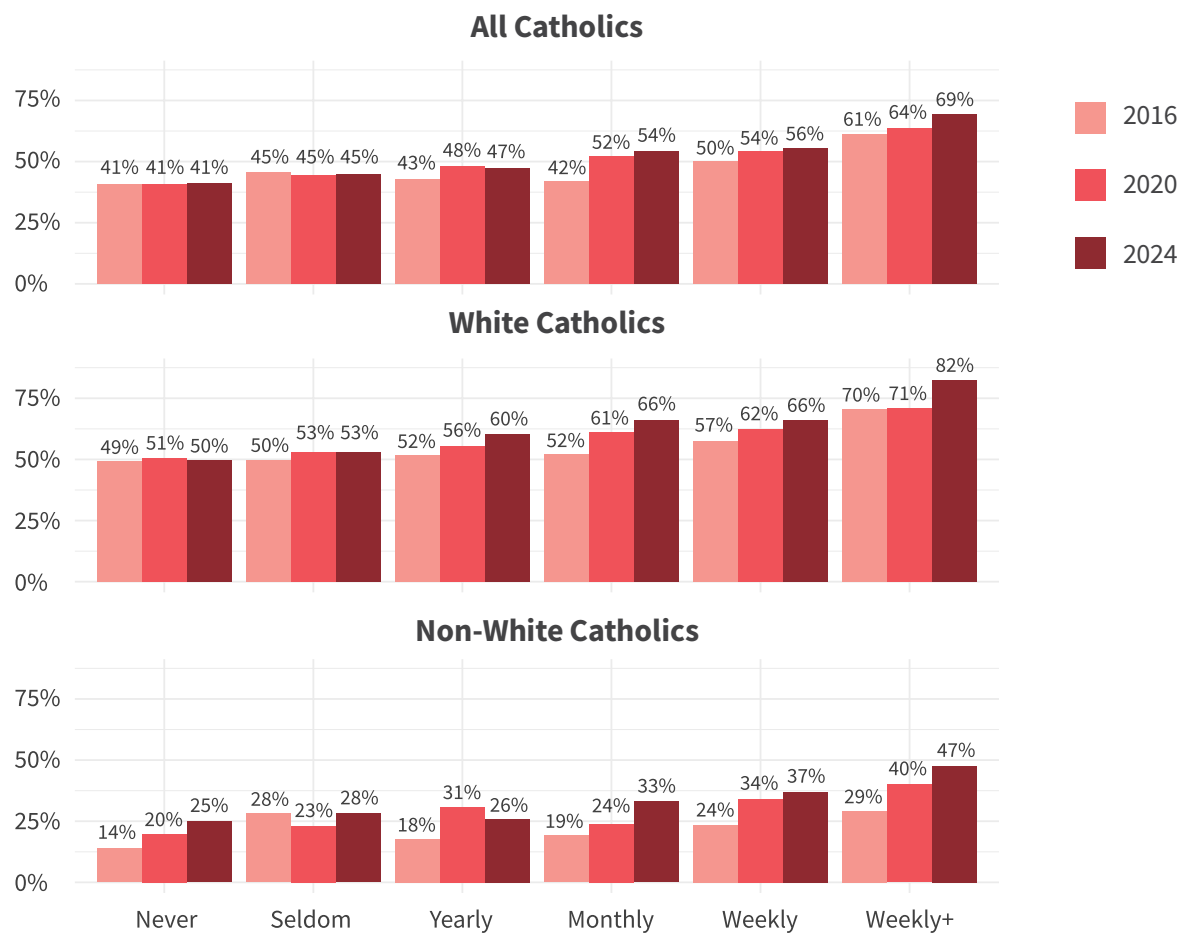 All Catholics
75%
50%
25%
0%
41% 41% 41% 45% 45% 45% 43% 48% 47% 42% 52% 54% 50% 54% 56% 61% 64% 69%
2016
2020
2024
White Catholics
75%
50%
25%
0%
49% 51% 50% 50% 53% 53% 52% 56% 60% 52% 61% 66% 57% 62% 66% 70% 71% 82%
Non-White Catholics
75%
50%
25%
0%
14% 20% 25% 28% 23% 28% 18% 31% 26% 19% 24% 33% 24% 34% 37% 29% 40% 47%
Never Seldom Yearly Monthly Weekly Weekly+